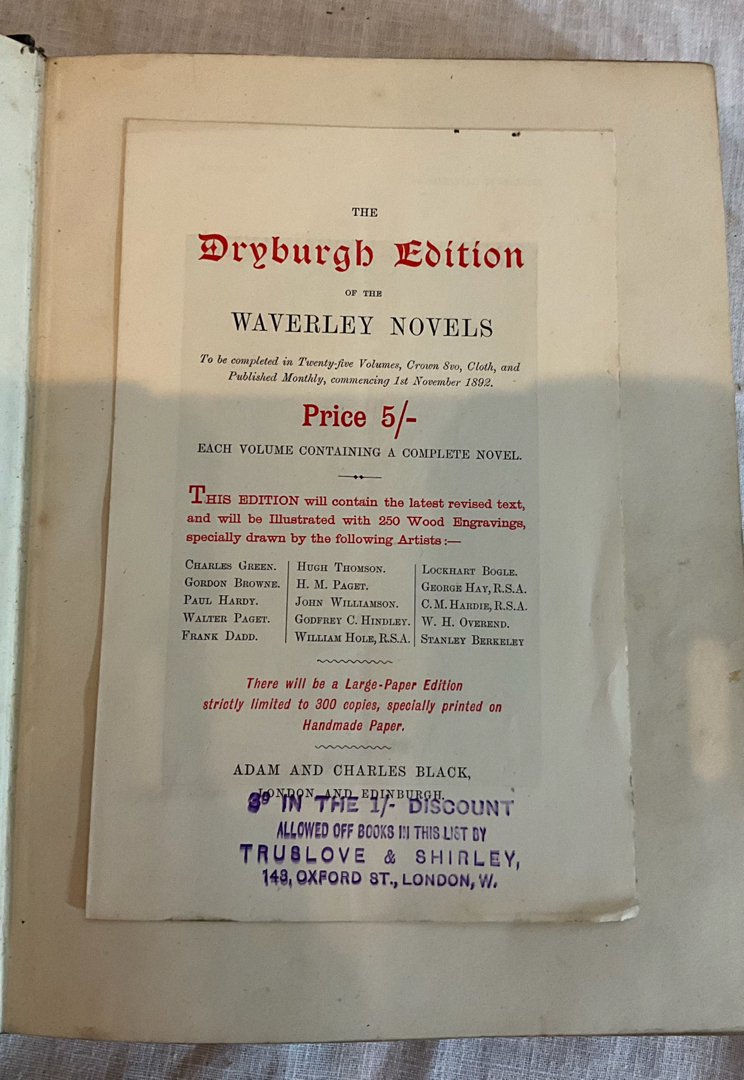 THE
Dryburgh Edition
OF THE
WAVERLEY NOVELS
To be completed in Twenty-five Volumes, Crown 8vo, Cloth, and
Published Monthly, commencing 1st November 1892.
Price 5/-
EACH VOLUME CONTAINING A COMPLETE NOVEL.
THIS EDITION will contain the latest revised text,
and will be Illustrated with 250 Wood Engravings,
specially drawn by the following Artists:—
CHARLES GREEN.
GORDON BROWNE.
PAUL HARDY.
WALTER PAGET.
FRANK DADD.
HUGH THOMSON.
H. M. PAGET.
JOHN WILLIAMSON.
GODFREY C. HINDLEY.
WILLIAM HOLE, R.S.A.
LOCKHART BOGLE.
GEORGE HAY, R.S.A.
C. M. HARDIE, R.S.A.
W. H. OVEREND.
STANLEY BERKELEY
There will be a Large-Paper Edition
strictly limited to 300 copies, specially printed on
Handmade Paper.
ADAM AND CHARLES BLACK,
LONDON AND EDINBURGH.
IN THE 1/- DISCOUNT
ALLOWED OFF BOOKS IN THIS LIST BY
TRUSLOVE & SHIRLEY,
143, OXFORD ST., LONDON, W.